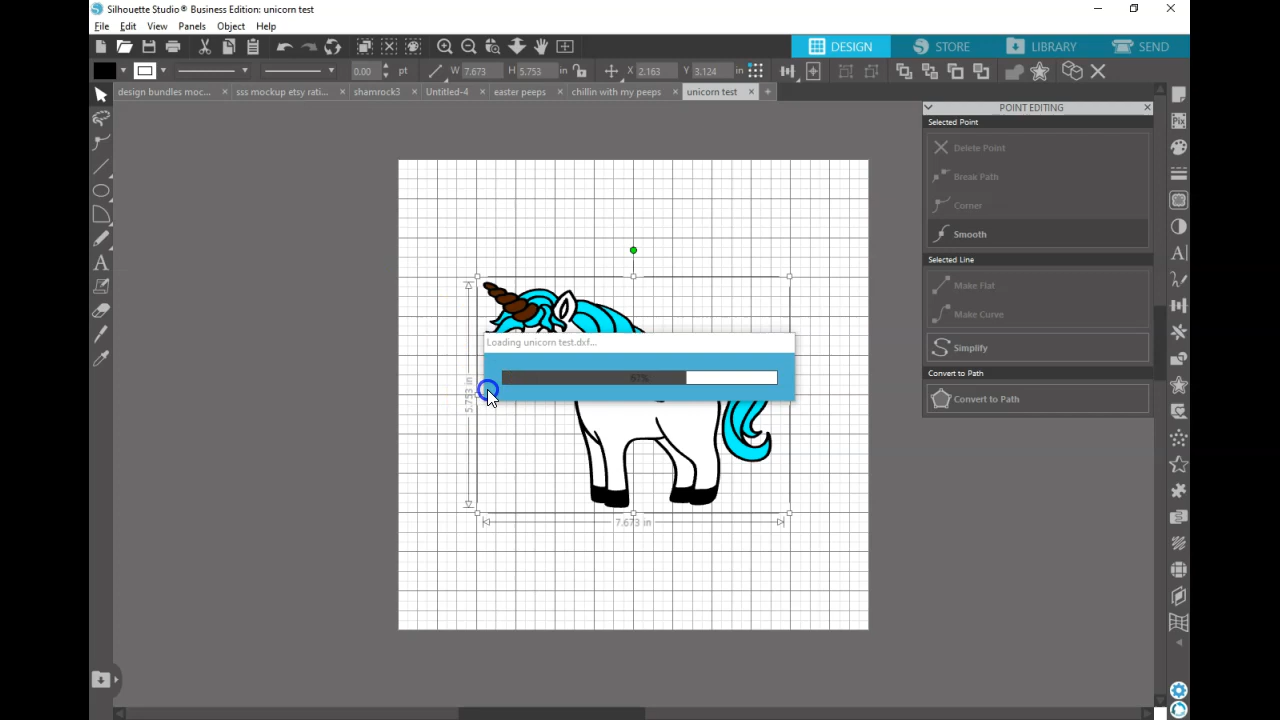 Silhouette Studio® Business Edition: unicorn test
File Edit View Panels Object Help
DESIGN STORE LIBRARY SEND
0.00 pt W 7.673 H 5.753 in X 2.163 Y 3.124 in
design bundles moc... sss mockup etsy rati... shamrock3 Untitled-4 easter peeps chillin with my peeps unicorn test
POINT EDITING
Selected Point
Delete Point
Break Path
Corner
Smooth
Selected Line
Make Flat
Make Curve
Simplify
Convert to Path
Convert to Path
Loading unicorn test.dxf...
5.753 in
7.673 in